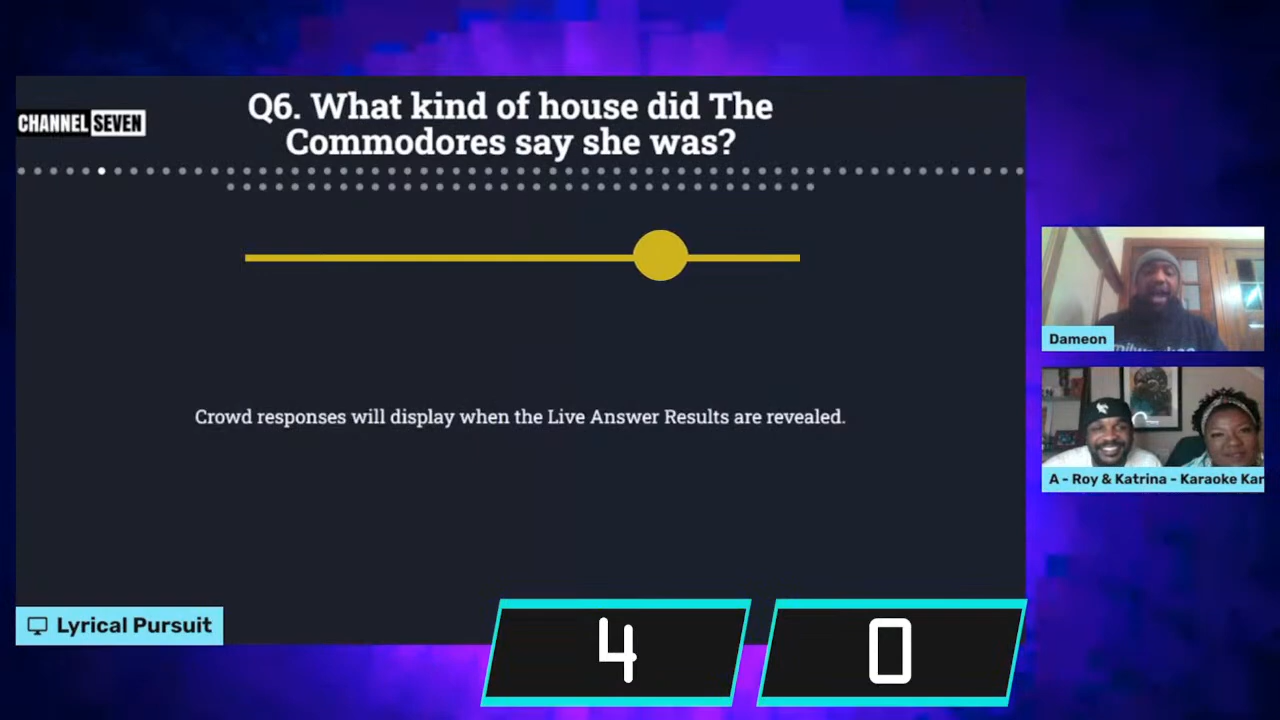 CHANNEL SEVEN
Q6. What kind of house did The
Commodores say she was?
Crowd responses will display when the Live Answer Results are revealed.
Dameon
A - Roy & Katrina - Karaoke Kar
Lyrical Pursuit
4
0